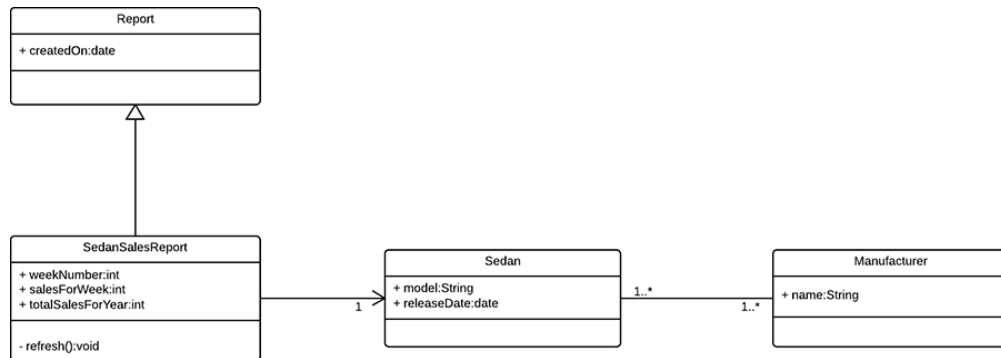 Report
+ createdOn:date
SedanSalesReport
+ weekNumber:int
+ salesForWeek:int
+ totalSalesForYear:int
- refresh():void
1
Sedan
+ model:String
+ releaseDate:date
1..*
1..*
Manufacturer
+ name:String